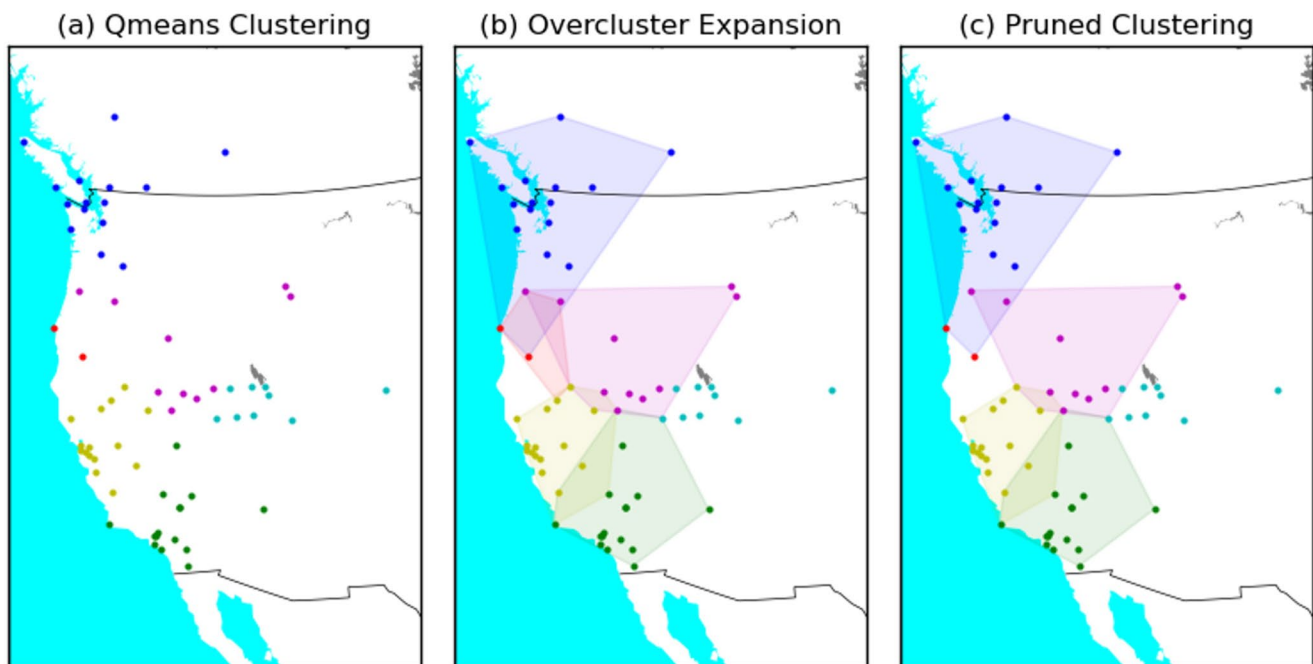 (a) Qmeans Clustering
(b) Overcluster Expansion
(c) Pruned Clustering